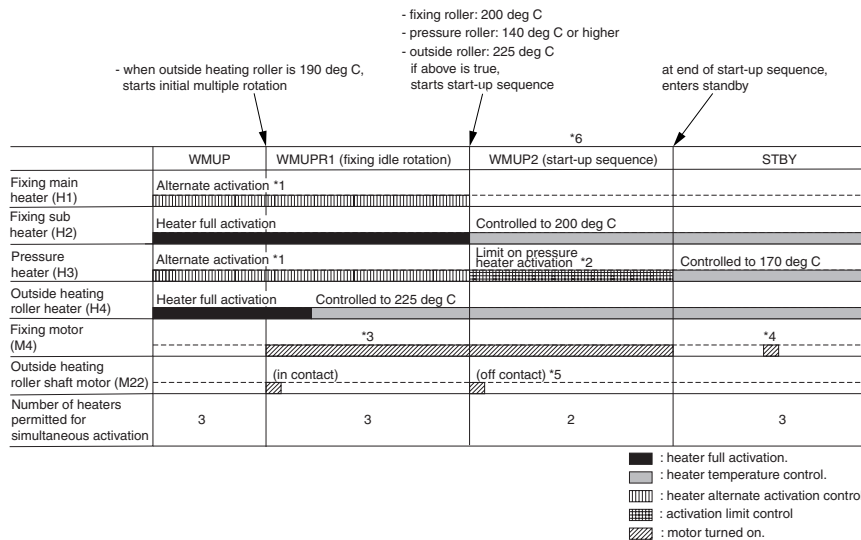 - fixing roller: 200 deg C
- pressure roller: 140 deg C or higher
- outside roller: 225 deg C
if above is true,
starts start-up sequence
- when outside heating roller is 190 deg C,
starts initial multiple rotation
at end of start-up sequence,
enters standby
*6
WMUP WMUPR1 (fixing idle rotation) WMUP2 (start-up sequence) STBY
Fixing main
heater (H1)
Alternate activation *1
Fixing sub
heater (H2)
Heater full activation Controlled to 200 deg C
Pressure
heater (H3)
Alternate activation *1
Limit on pressure
heater activation *2
Controlled to 170 deg C
Outside heating
roller heater (H4)
Heater full activation Controlled to 225 deg C
Fixing motor
(M4)
*3 *4
Outside heating
roller shaft motor (M22)
(in contact) (off contact) *5
Number of heaters
permitted for
simultaneous activation
3 3 2 3
: heater full activation.
: heater temperature control.
: heater alternate activation control
: activation limit control
: motor turned on.